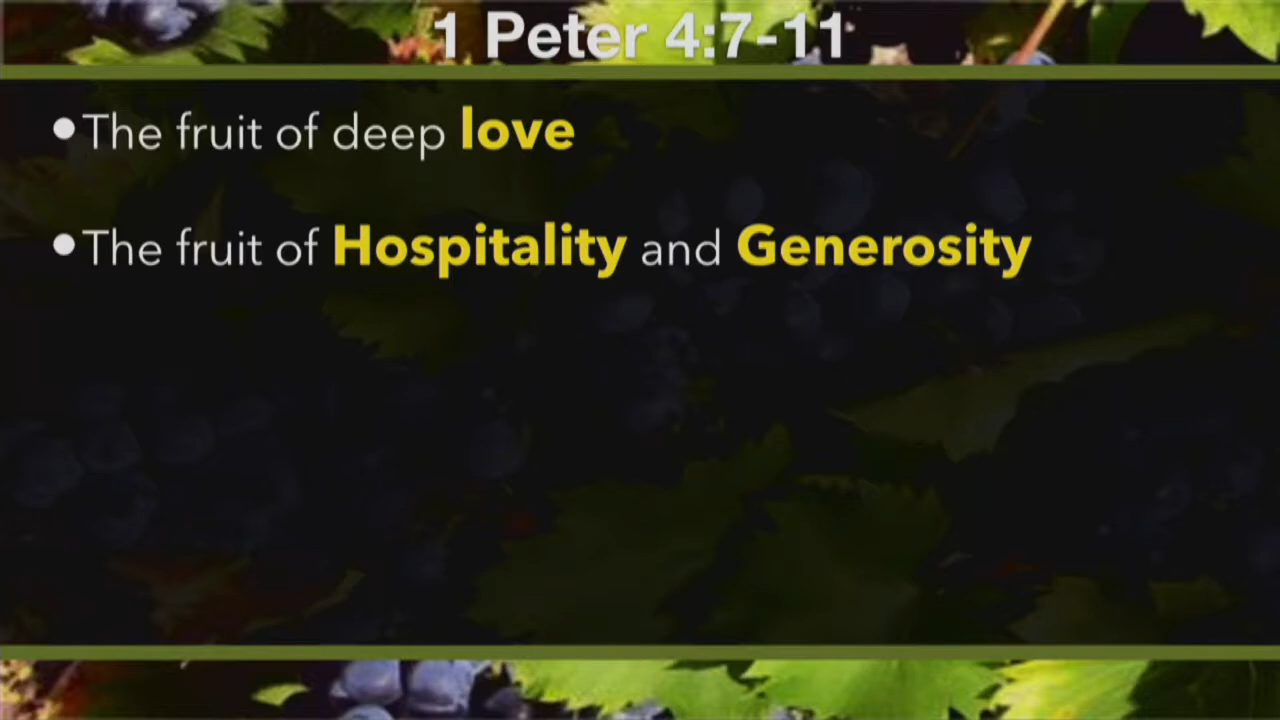 1 Peter 4:7-11
•The fruit of deep love
•The fruit of Hospitality and Generosity